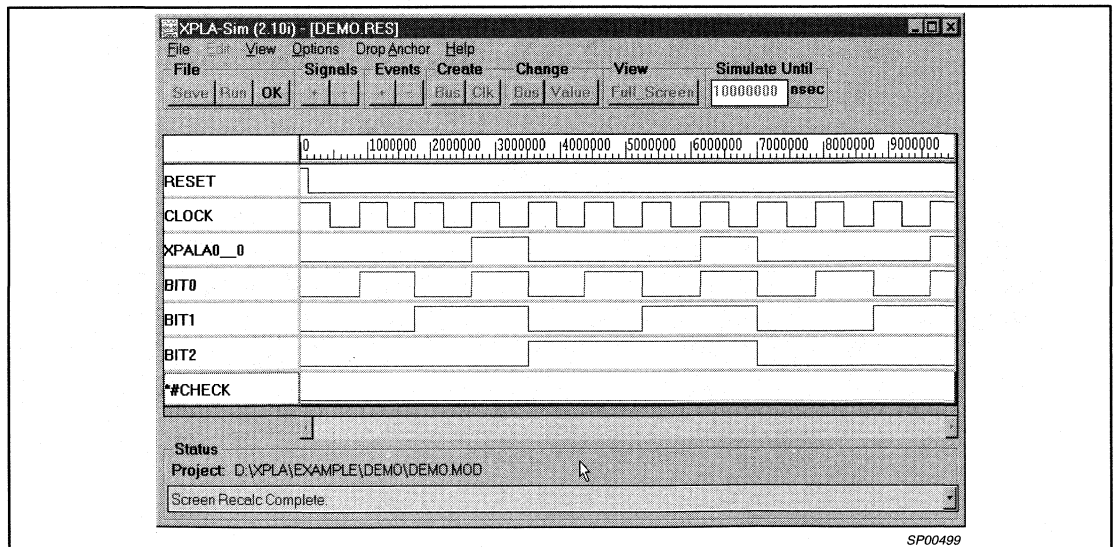 XPLA-Sim (2.10i) - [DEMO.RES]
File Edit View Options Drop Anchor Help
File Signals Events Create Change View Simulate Until
Save Run OK + - + - Bus Clk Bus Value Full_Screen 10000000 nsec
0 1000000 2000000 3000000 4000000 5000000 6000000 7000000 8000000 9000000
RESET
CLOCK
XPALA0__0
BIT0
BIT1
BIT2
*#CHECK
Status
Project: D:\XPLA\EXAMPLE\DEMO\DEMO.MOD
Screen Recalc Complete.
SP00499